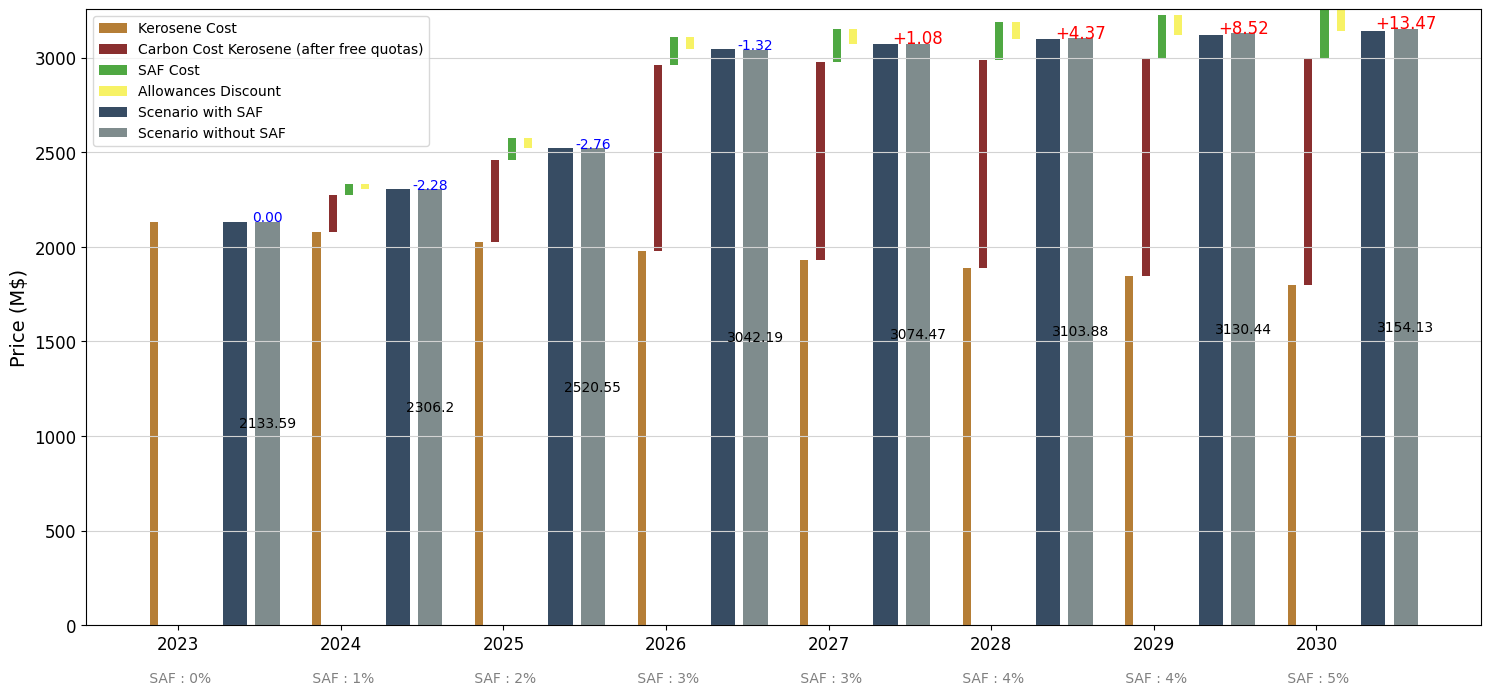 Kerosene Cost
Carbon Cost Kerosene (after free quotas)
SAF Cost
Allowances Discount
Scenario with SAF
Scenario without SAF
Price (M$)
3000
2500
2000
1500
1000
500
0
0.00
-2.28
-2.76
-1.32
+1.08
+4.37
+8.52
+13.47
2133.59
2306.2
2520.55
3042.19
3074.47
3103.88
3130.44
3154.13
2023 2024 2025 2026 2027 2028 2029 2030
SAF : 0% SAF : 1% SAF : 2% SAF : 3% SAF : 3% SAF : 4% SAF : 4% SAF : 5%